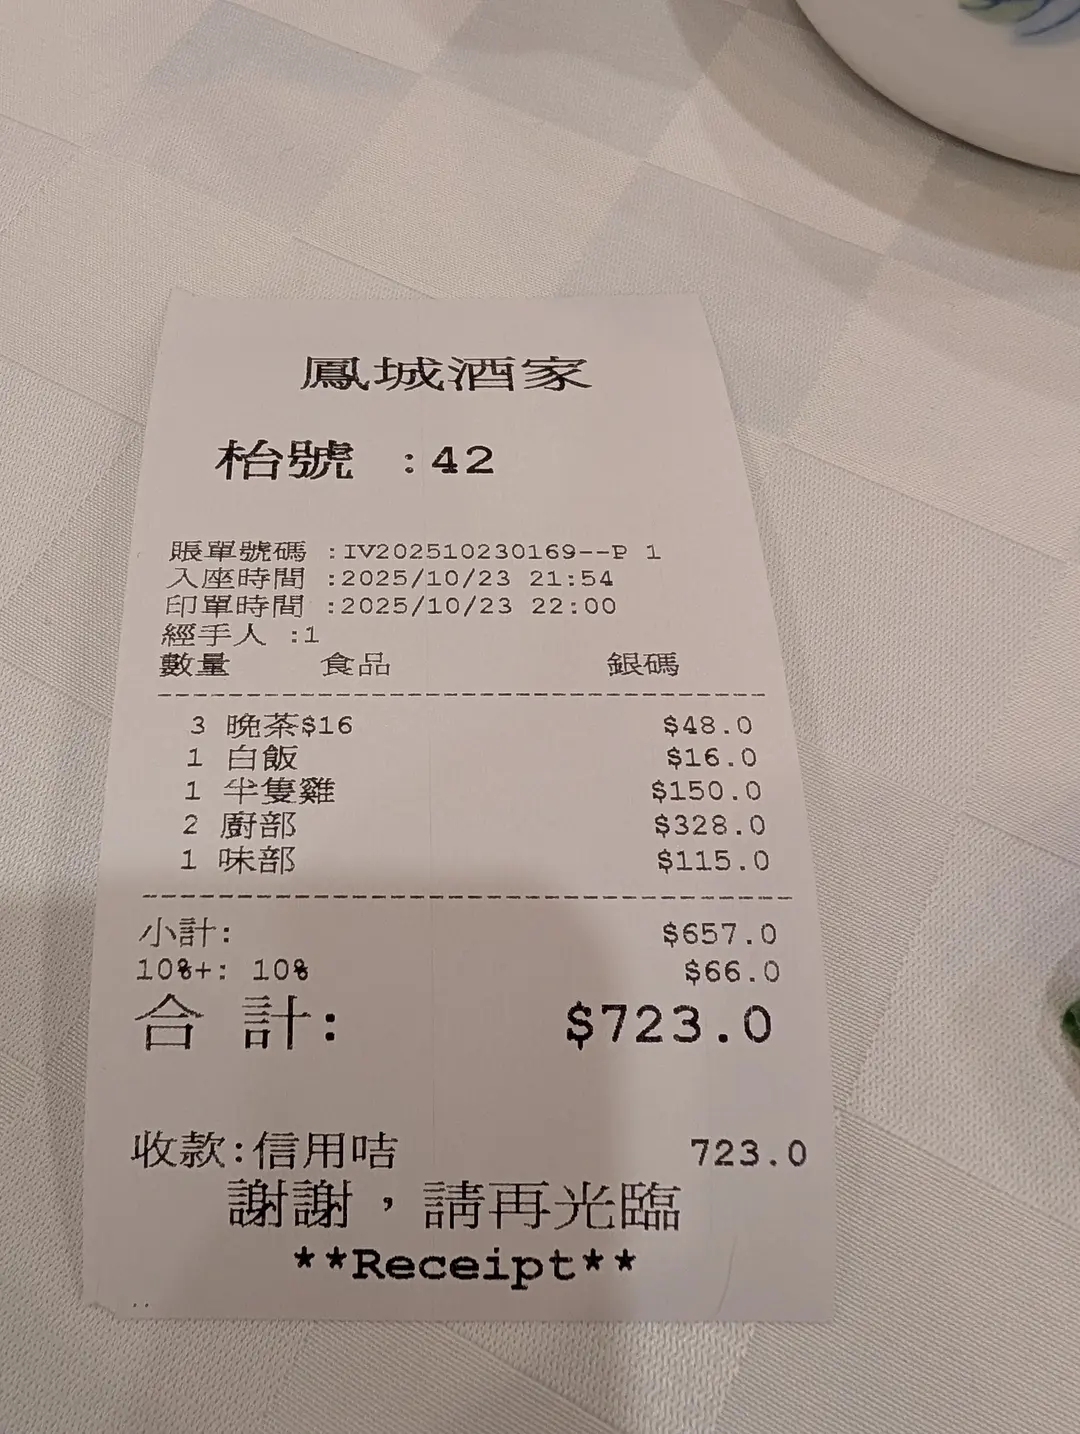 鳳城酒家
枱號 :42
賬單號碼 :IV202510230169--P 1
入座時間 :2025/10/23 21:54
印單時間 :2025/10/23 22:00
經手人 :1
數量 食品 銀碼
3 晚茶$16 $48.0
1 白飯 $16.0
1 半隻雞 $150.0
2 廚部 $328.0
1 味部 $115.0
小計: $657.0
10%+: 10% $66.0
合 計: $723.0
收款:信用咭 723.0
謝謝，請再光臨
**Receipt**